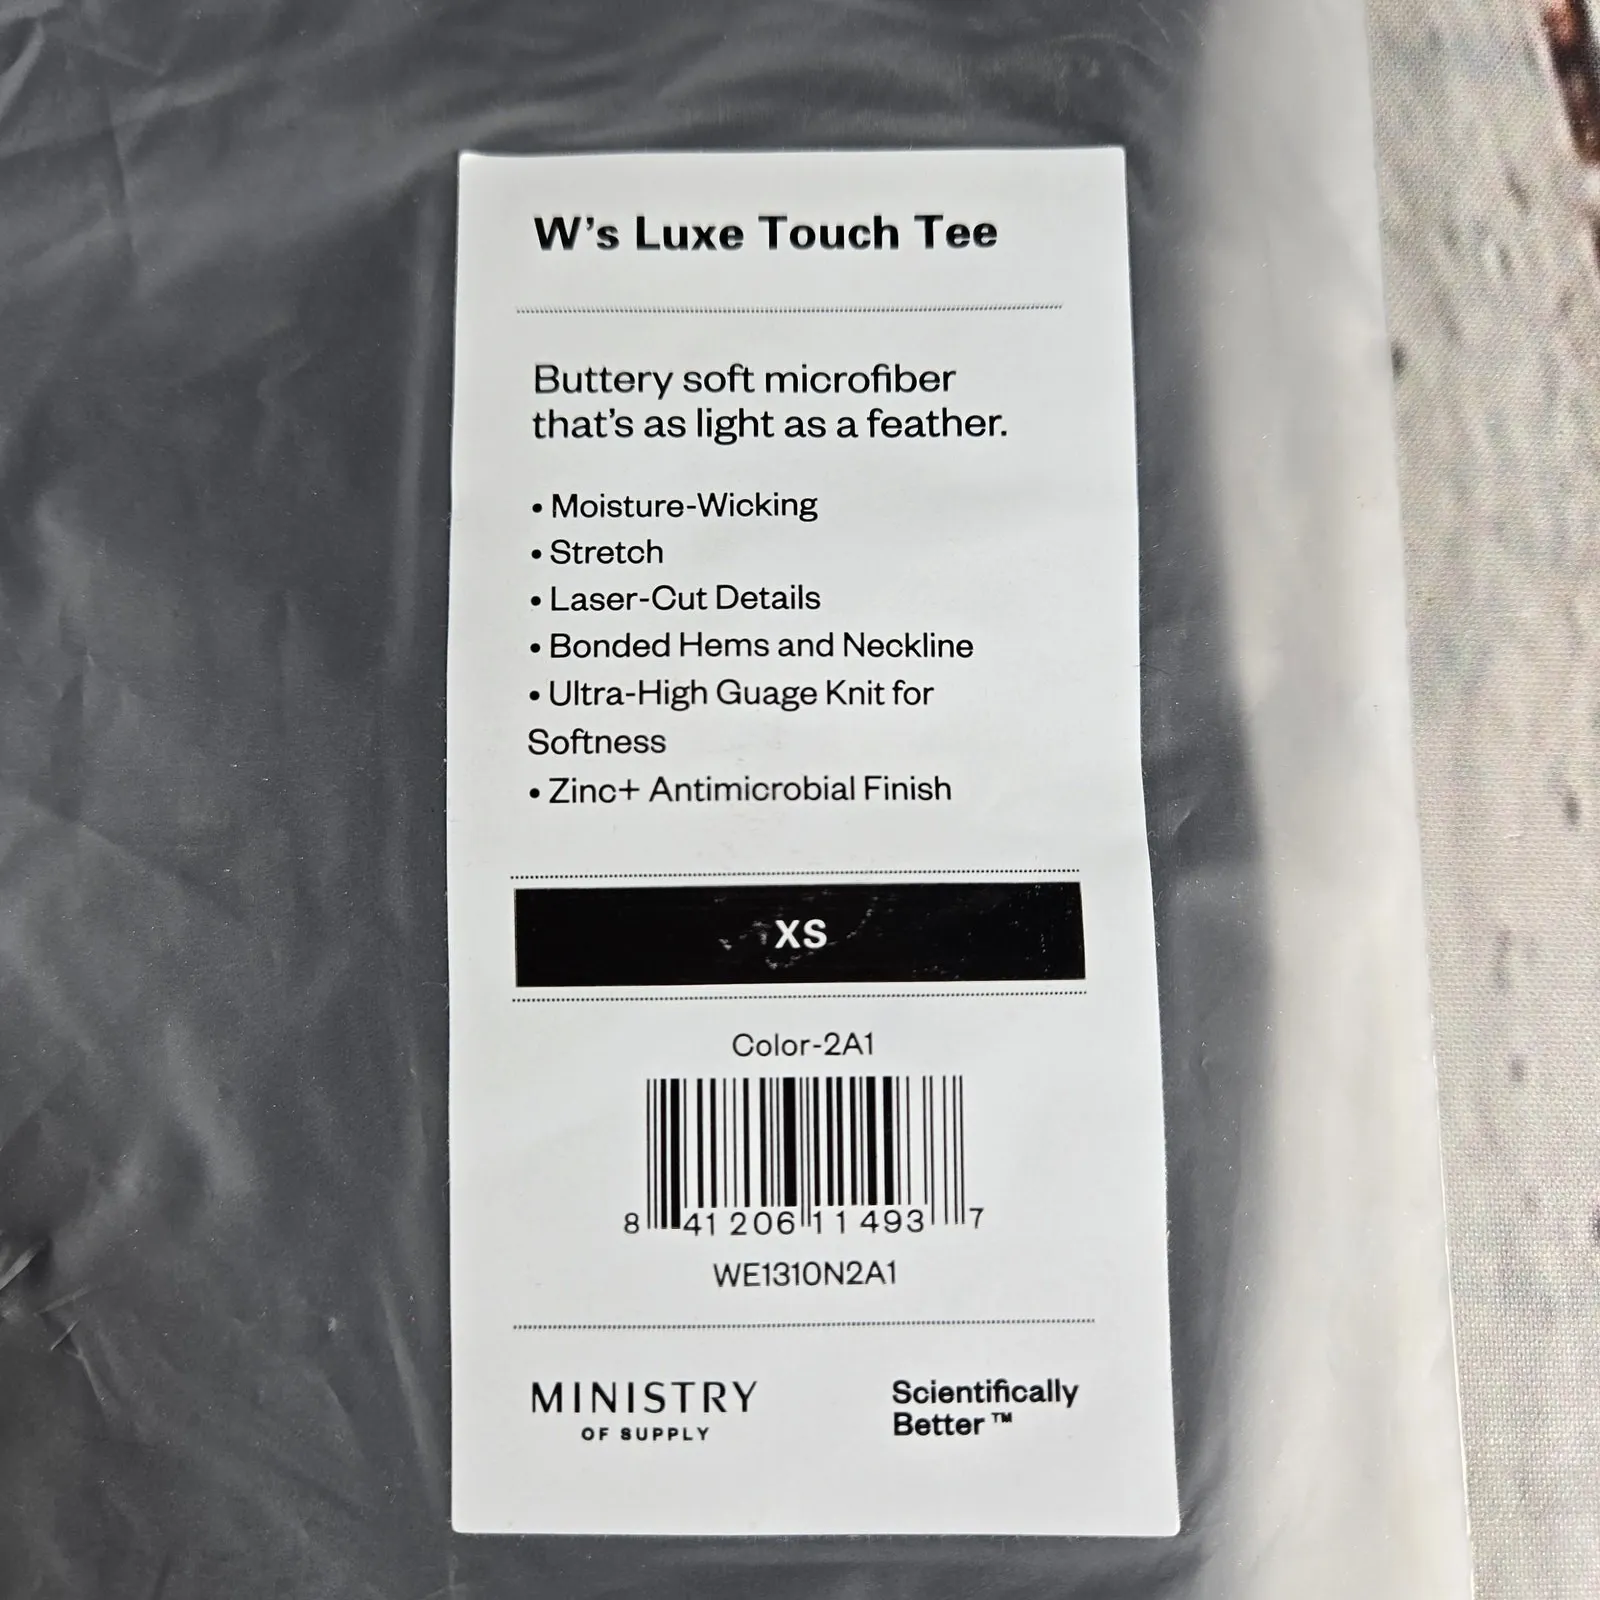 W's Luxe Touch Tee
Buttery soft microfiber
that's as light as a feather.
• Moisture-Wicking
• Stretch
• Laser-Cut Details
• Bonded Hems and Neckline
• Ultra-High Guage Knit for
Softness
• Zinc+ Antimicrobial Finish
XS
Color-2A1
8 41206 11493 7
WE1310N2A1
MINISTRY
OF SUPPLY
Scientifically
Better™